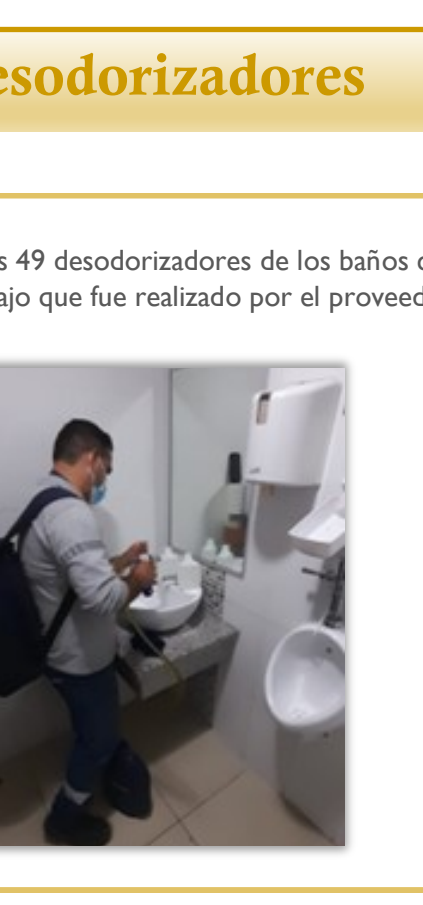 esodorizadores
s 49 desodorizadores de los baños
ajo que fue realizado por el proveed